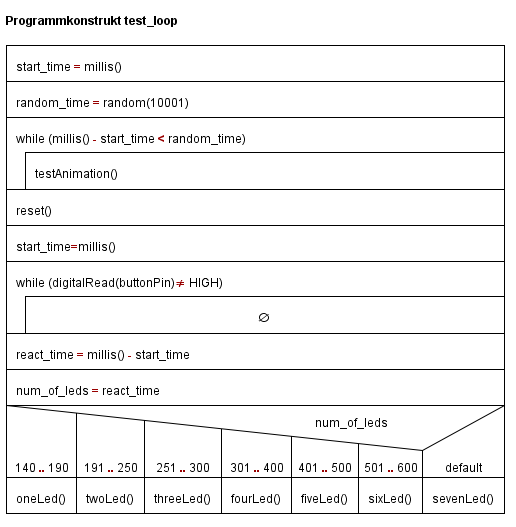 Programmkonstrukt test_loop
start_time = millis()
random_time = random(10001)
while (millis() - start_time < random_time)
testAnimation()
reset()
start_time=millis()
while (digitalRead(buttonPin)≠ HIGH)
∅
react_time = millis() - start_time
num_of_leds = react_time
num_of_leds
140 .. 190 191 .. 250 251 .. 300 301 .. 400 401 .. 500 501 .. 600 default
oneLed() twoLed() threeLed() fourLed() fiveLed() sixLed() sevenLed()